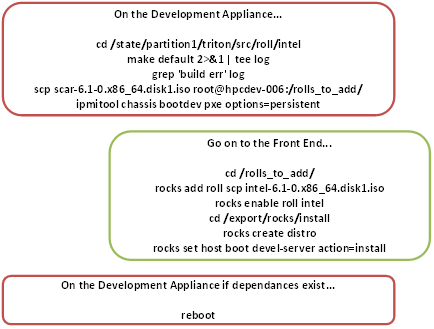 On the Development Appliance...
cd /state/partition1/triton/src/roll/intel
make default 2>&1 | tee log
grep 'build err' log
scp scar-6.1-0.x86_64.disk1.iso root@hpcdev-006:/rolls_to_add/
ipmitool chassis bootdev pxe options=persistent
Go on to the Front End...
cd /rolls_to_add/
rocks add roll scp intel-6.1-0.x86_64.disk1.iso
rocks enable roll intel
cd /export/rocks/install
rocks create distro
rocks set host boot devel-server action=install
On the Development Appliance if dependances exist...
reboot